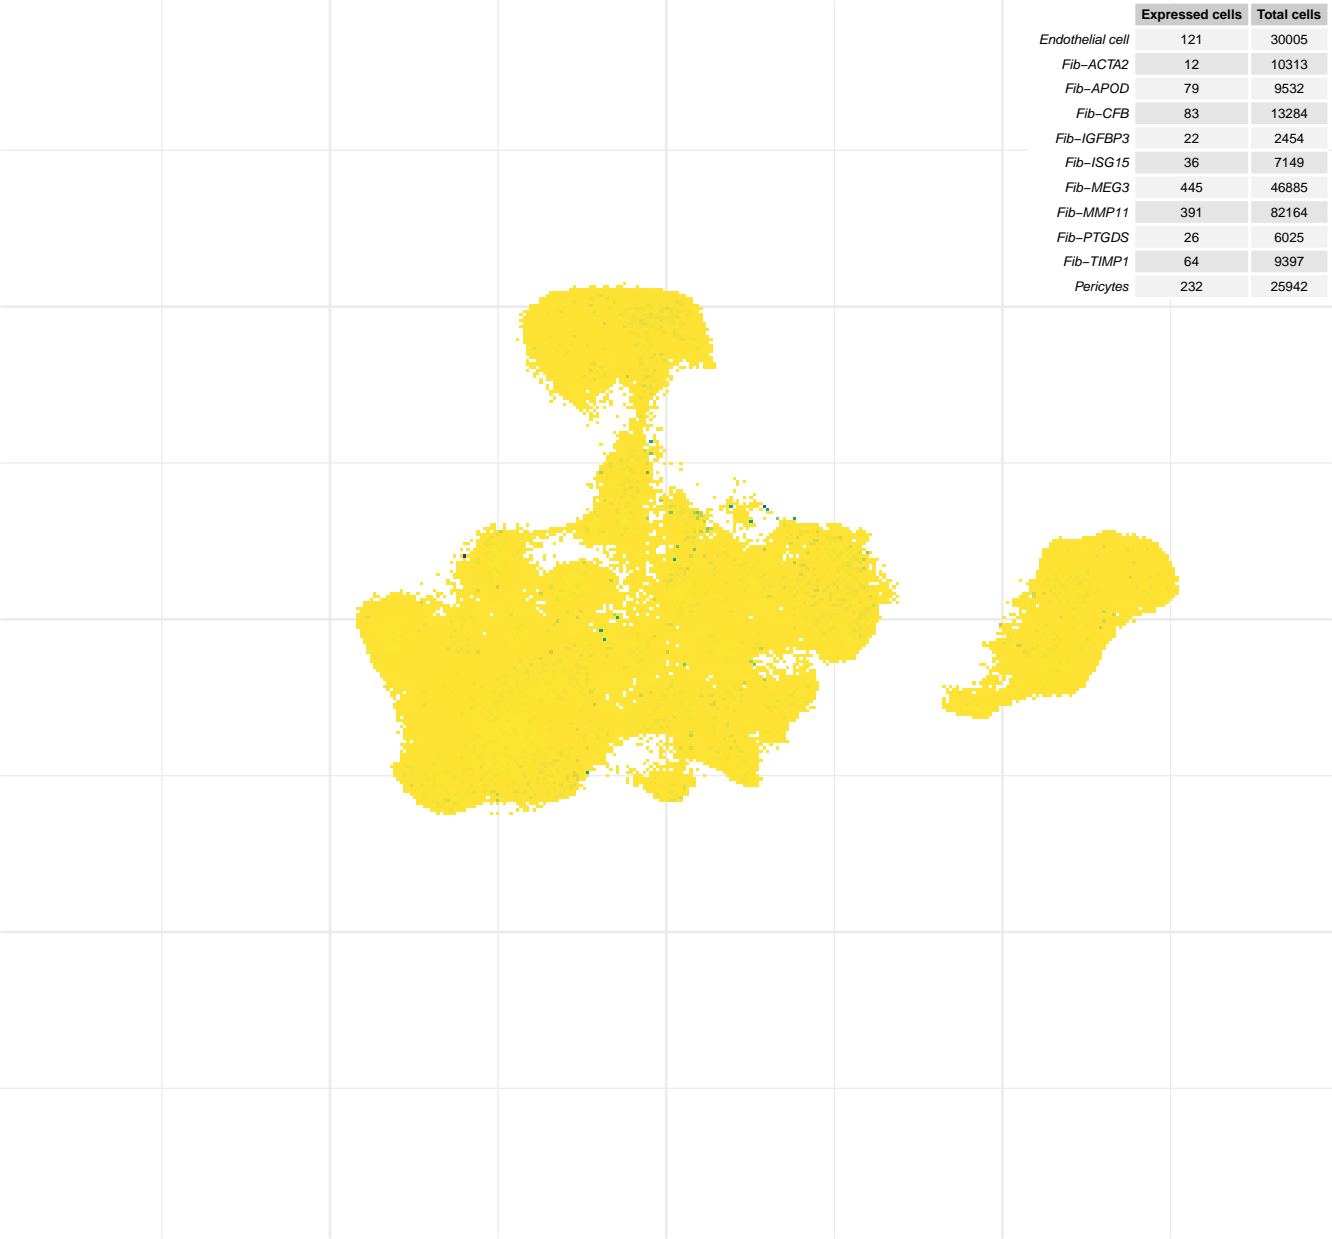 Expressed cells Total cells
Endothelial cell 121 30005
Fib−ACTA2 12 10313
Fib−APOD 79 9532
Fib−CFB 83 13284
Fib−IGFBP3 22 2454
Fib−ISG15 36 7149
Fib−MEG3 445 46885
Fib−MMP11 391 82164
Fib−PTGDS 26 6025
Fib−TIMP1 64 9397
Pericytes 232 25942